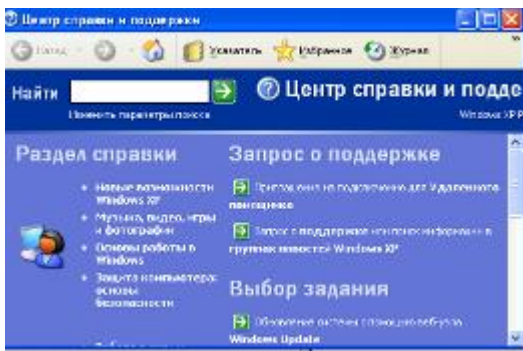 Центр справки и поддержки
Назад
Указатель Избранное Журнал
Найти
Центр справки и подде
Изменить параметры поиска
Windows XP P
Раздел справки
Новые возможности
Windows XP
Музыка, видео, игры
и фотографии
Основы работы в
Windows
Защита компьютера:
основы
безопасности
Запрос о поддержке
Приглашение на подключение для Удаленного
помощника
Запрос о поддержке или поиск информации в
группах новостей Windows XP
Выбор задания
Обновление системы с помощью веб-узла
Windows Update